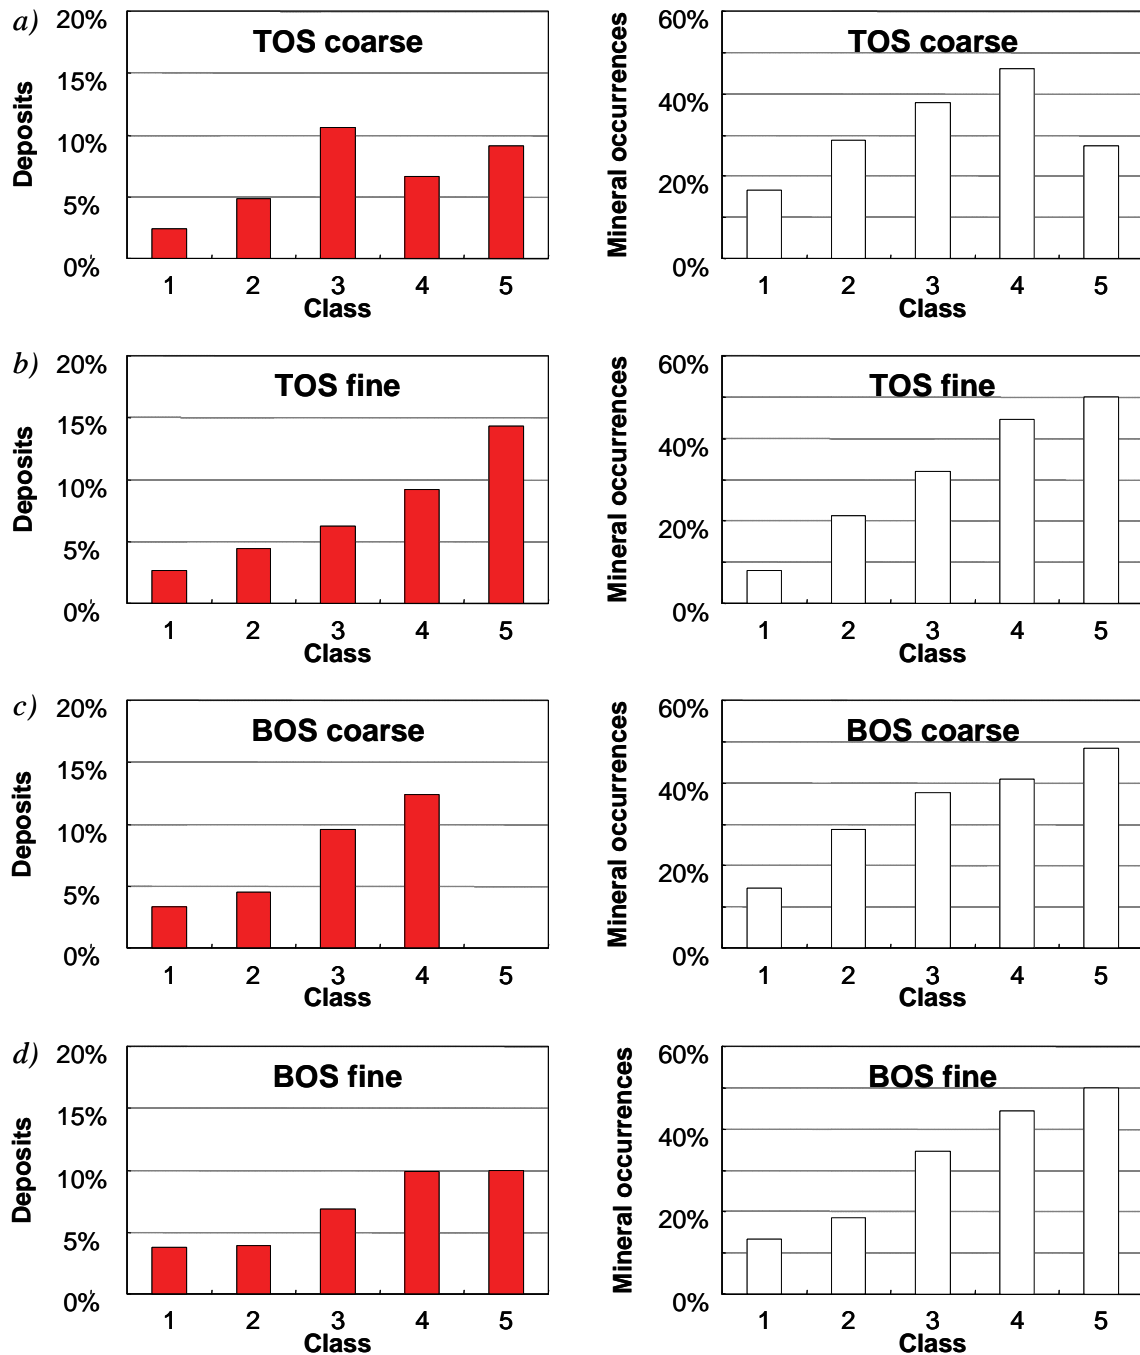 a)
20%
15%
10%
5%
0%
Deposits
TOS coarse
1 2 3 4 5
Class
60%
40%
20%
0%
Mineral occurrences
TOS coarse
1 2 3 4 5
Class
b)
20%
15%
10%
5%
0%
Deposits
TOS fine
1 2 3 4 5
Class
60%
40%
20%
0%
Mineral occurrences
TOS fine
1 2 3 4 5
Class
c)
20%
15%
10%
5%
0%
Deposits
BOS coarse
1 2 3 4 5
Class
60%
40%
20%
0%
Mineral occurrences
BOS coarse
1 2 3 4 5
Class
d)
20%
15%
10%
5%
0%
Deposits
BOS fine
1 2 3 4 5
Class
60%
40%
20%
0%
Mineral occurrences
BOS fine
1 2 3 4 5
Class